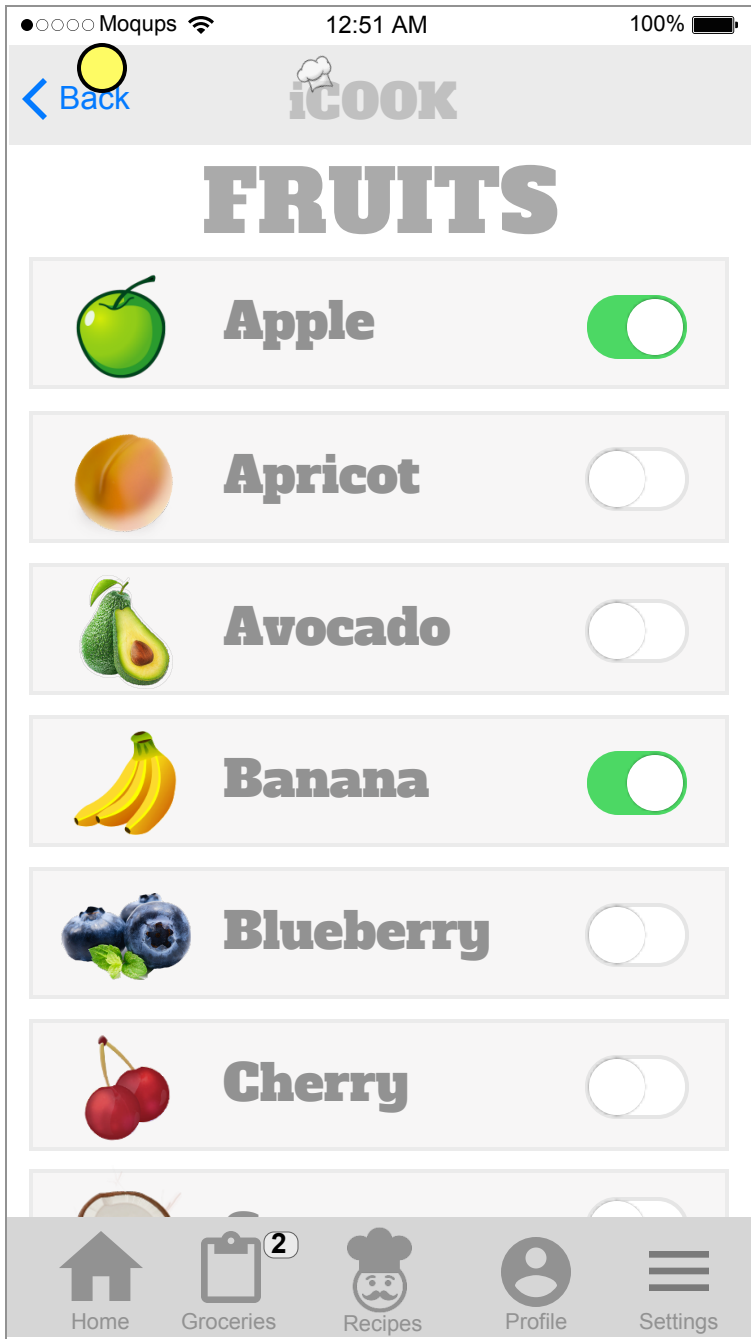 Moqups 12:51 AM 100%
Back iCOOK
FRUITS
Apple
Apricot
Avocado
Banana
Blueberry
Cherry
2
Home Groceries Recipes Profile Settings